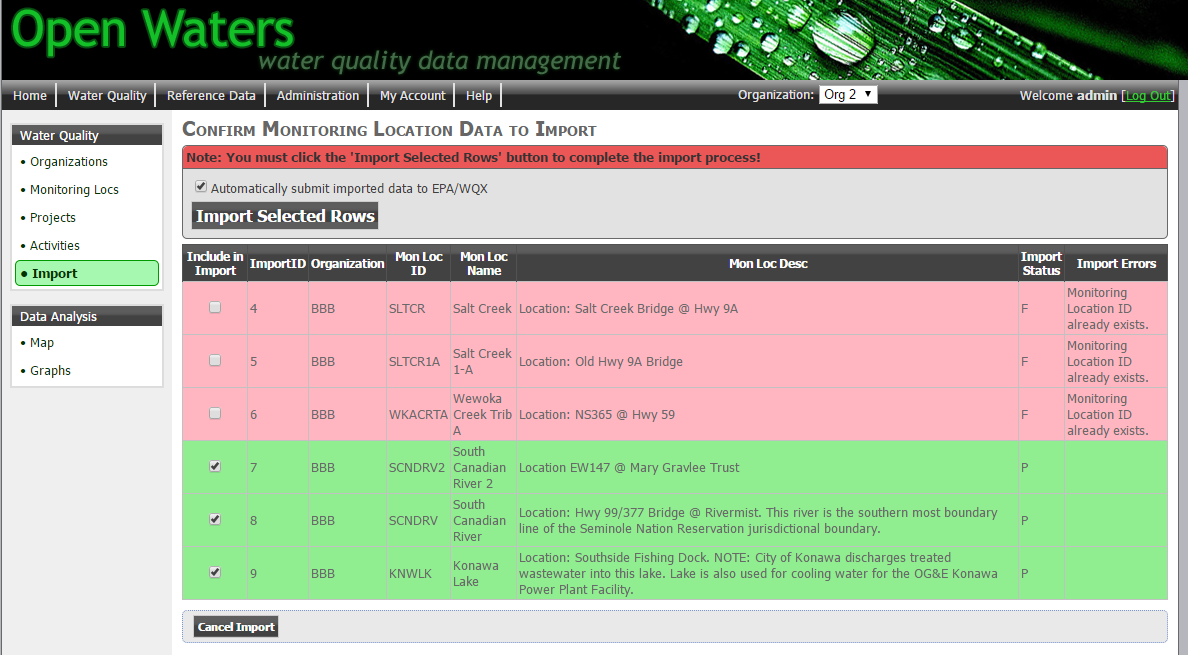 Open Waters
water quality data management
Home Water Quality Reference Data Administration My Account Help Organization: Org 2 Welcome admin [Log Out]
Water Quality
• Organizations
• Monitoring Locs
• Projects
• Activities
• Import
Data Analysis
• Map
• Graphs
Confirm Monitoring Location Data to Import
Note: You must click the 'Import Selected Rows' button to complete the import process!
Automatically submit imported data to EPA/WQX
Import Selected Rows
Include in Import ImportID Organization Mon Loc ID Mon Loc Name Mon Loc Desc Import Status Import Errors
4 BBB SLTCR Salt Creek Location: Salt Creek Bridge @ Hwy 9A F Monitoring Location ID already exists.
5 BBB SLTCR1A Salt Creek 1-A Location: Old Hwy 9A Bridge F Monitoring Location ID already exists.
6 BBB WKACRTA Wewoka Creek Trib A Location: NS365 @ Hwy 59 F Monitoring Location ID already exists.
7 BBB SCNDRV2 South Canadian River 2 Location EW147 @ Mary Gravlee Trust P
8 BBB SCNDRV South Canadian River Location: Hwy 99/377 Bridge @ Rivermist. This river is the southern most boundary line of the Seminole Nation Reservation jurisdictional boundary. P
9 BBB KNWLK Konawa Lake Location: Southside Fishing Dock. NOTE: City of Konawa discharges treated wastewater into this lake. Lake is also used for cooling water for the OG&E Konawa Power Plant Facility. P
Cancel Import